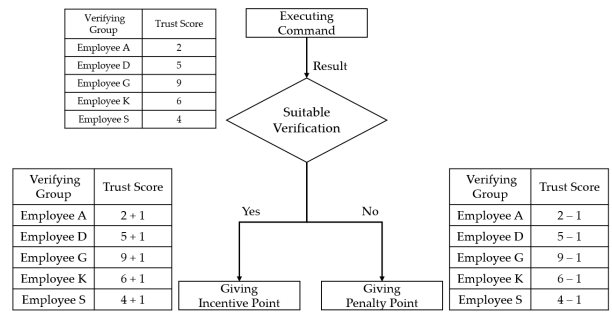 Verifying Group Trust Score
Employee A 2
Employee D 5
Employee G 9
Employee K 6
Employee S 4
Executing
Command
Result
Suitable
Verification
Verifying Group Trust Score
Employee A 2 + 1
Employee D 5 + 1
Employee G 9 + 1
Employee K 6 + 1
Employee S 4 + 1
Yes
No
Giving
Incentive Point
Giving
Penalty Point
Verifying Group Trust Score
Employee A 2 – 1
Employee D 5 – 1
Employee G 9 – 1
Employee K 6 – 1
Employee S 4 – 1